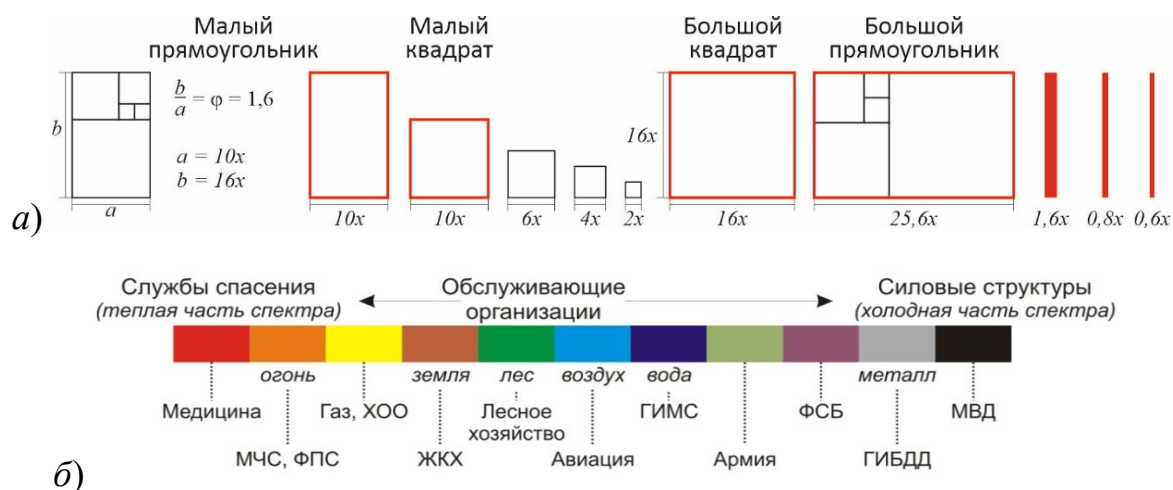 Малый
прямоугольник
Малый
квадрат
Большой
квадрат
Большой
прямоугольник
b
b/a = φ = 1,6
a = 10x
b = 16x
a
16x
10x
10x
6x
4x
2x
16x
25,6x
1,6x
0,8x
0,6x
а)
Службы спасения
(теплая часть спектра)
Обслуживающие
организации
Силовые структуры
(холодная часть спектра)
огонь
земля
лес
воздух
вода
металл
Медицина
Газ, ХОО
Лесное
хозяйство
ГИМС
ФСБ
МВД
МЧС, ФПС
ЖКХ
Авиация
Армия
ГИБДД
б)